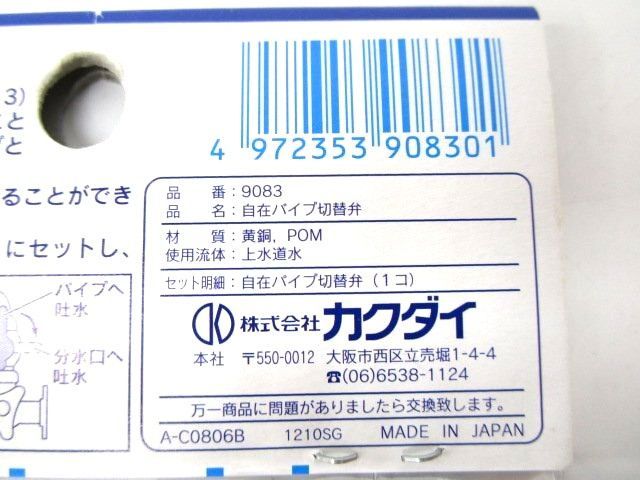 3)
こと
プと
ることができ
にセットし、
パイプへ
吐水
分水口へ
吐水
4 972353 908301
品　番：9083
品　名：自在パイプ切替弁
材　質：黄銅，POM
使用流体：上水道水
セット明細：自在パイプ切替弁（1コ）
株式会社カクダイ
本社　〒550-0012　大阪市西区立売堀1-4-4
☎(06)6538-1124
万一商品に問題がありましたら交換致します。
A-C0806B　1210SG　MADE IN JAPAN